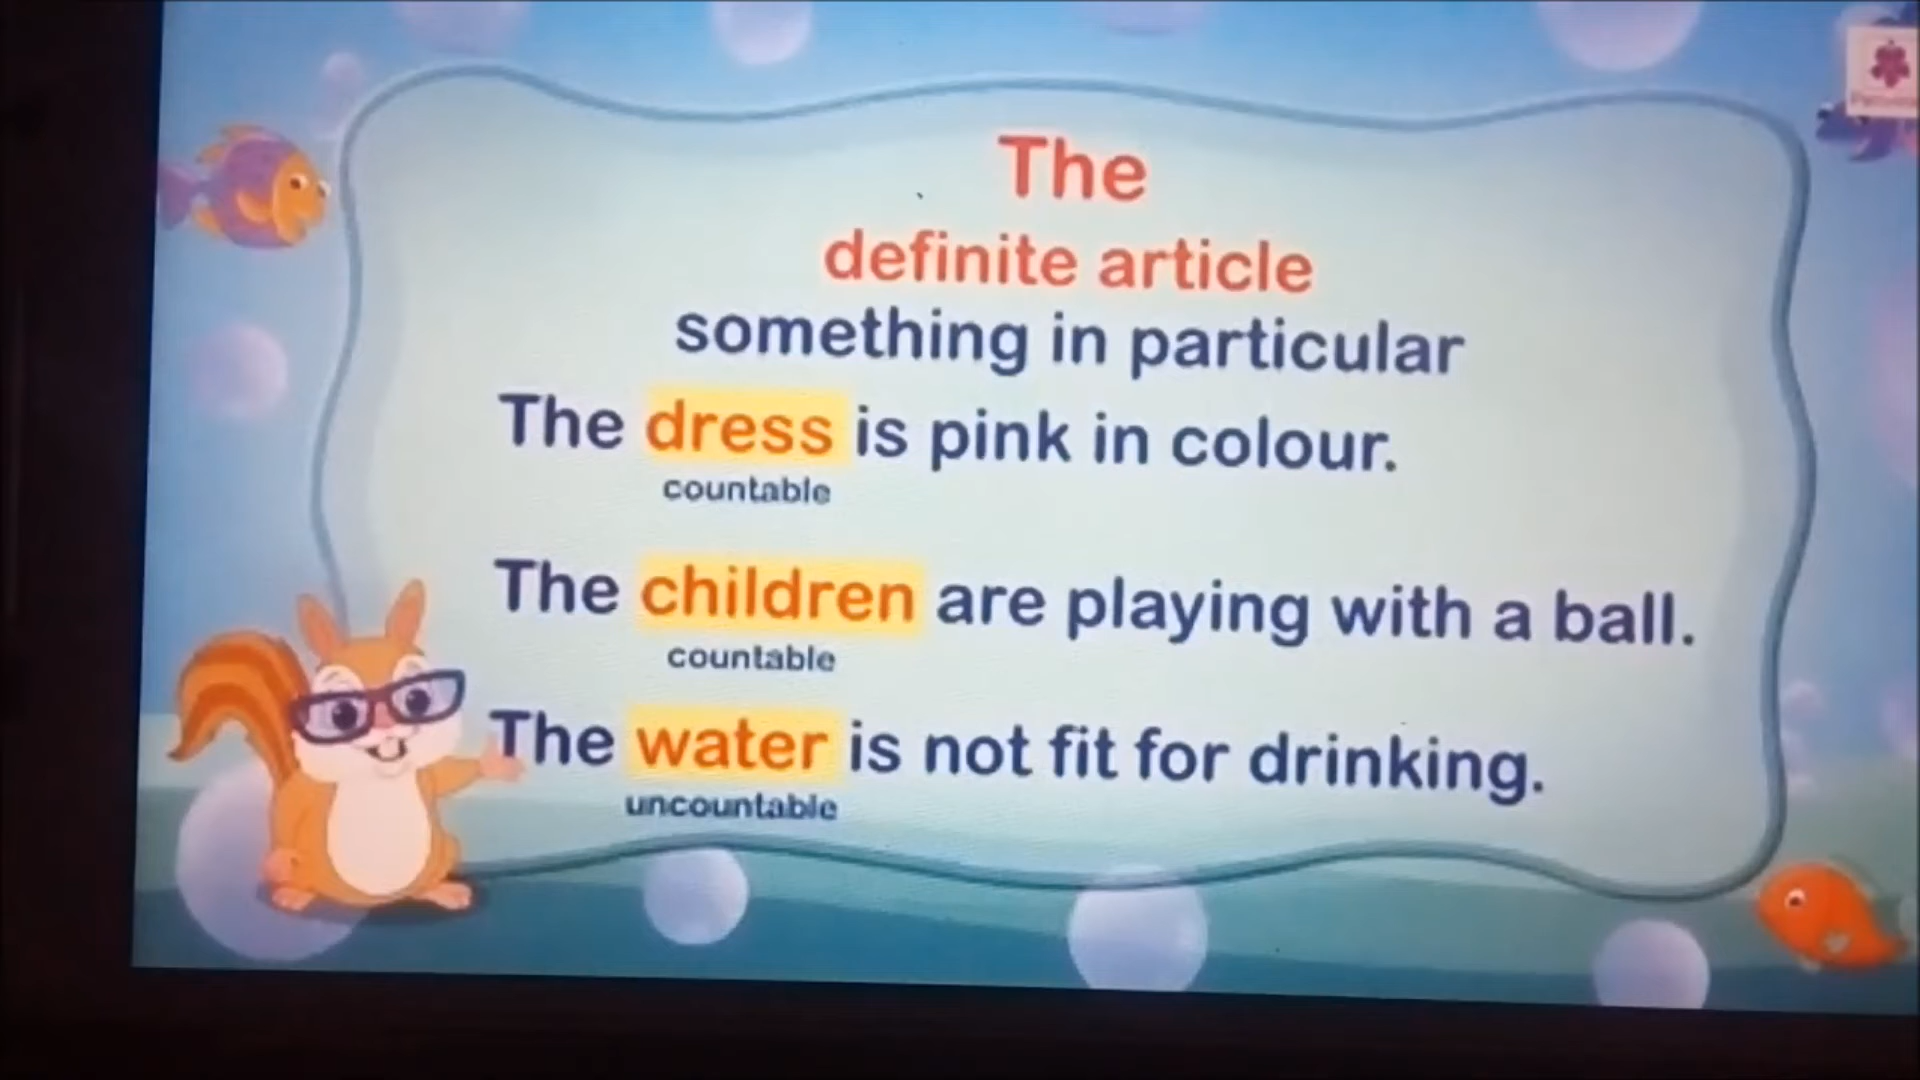 The
definite article
something in particular
The dress is pink in colour.
countable
The children are playing with a ball.
countable
The water is not fit for drinking.
uncountable